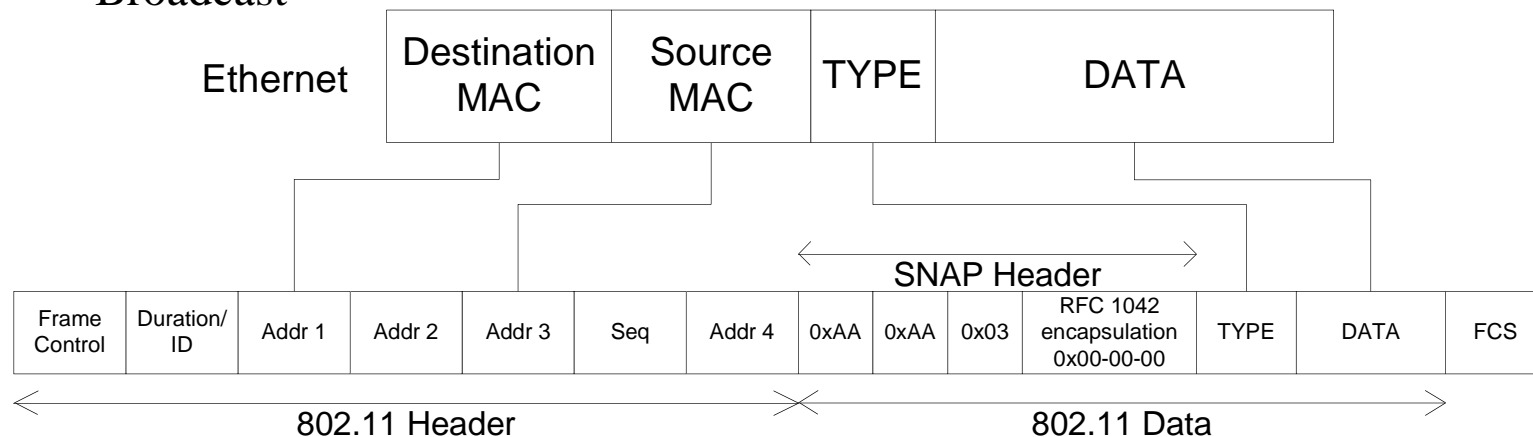 Broadcast
Ethernet
Destination
MAC
Source
MAC
TYPE
DATA
SNAP Header
Frame
Control
Duration/
ID
Addr 1
Addr 2
Addr 3
Seq
Addr 4
0xAA
0xAA
0x03
RFC 1042
encapsulation
0x00-00-00
TYPE
DATA
FCS
802.11 Header
802.11 Data